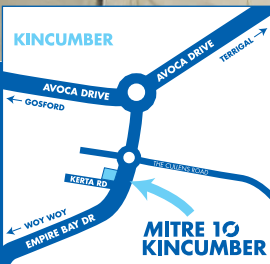 KINCUMBER
AVOCA DRIVE
TERRIGAL
AVOCA DRIVE
GOSFORD
THE CULLENS ROAD
KERTA RD
WOY WOY
EMPIRE BAY DR
MITRE 10
KINCUMBER